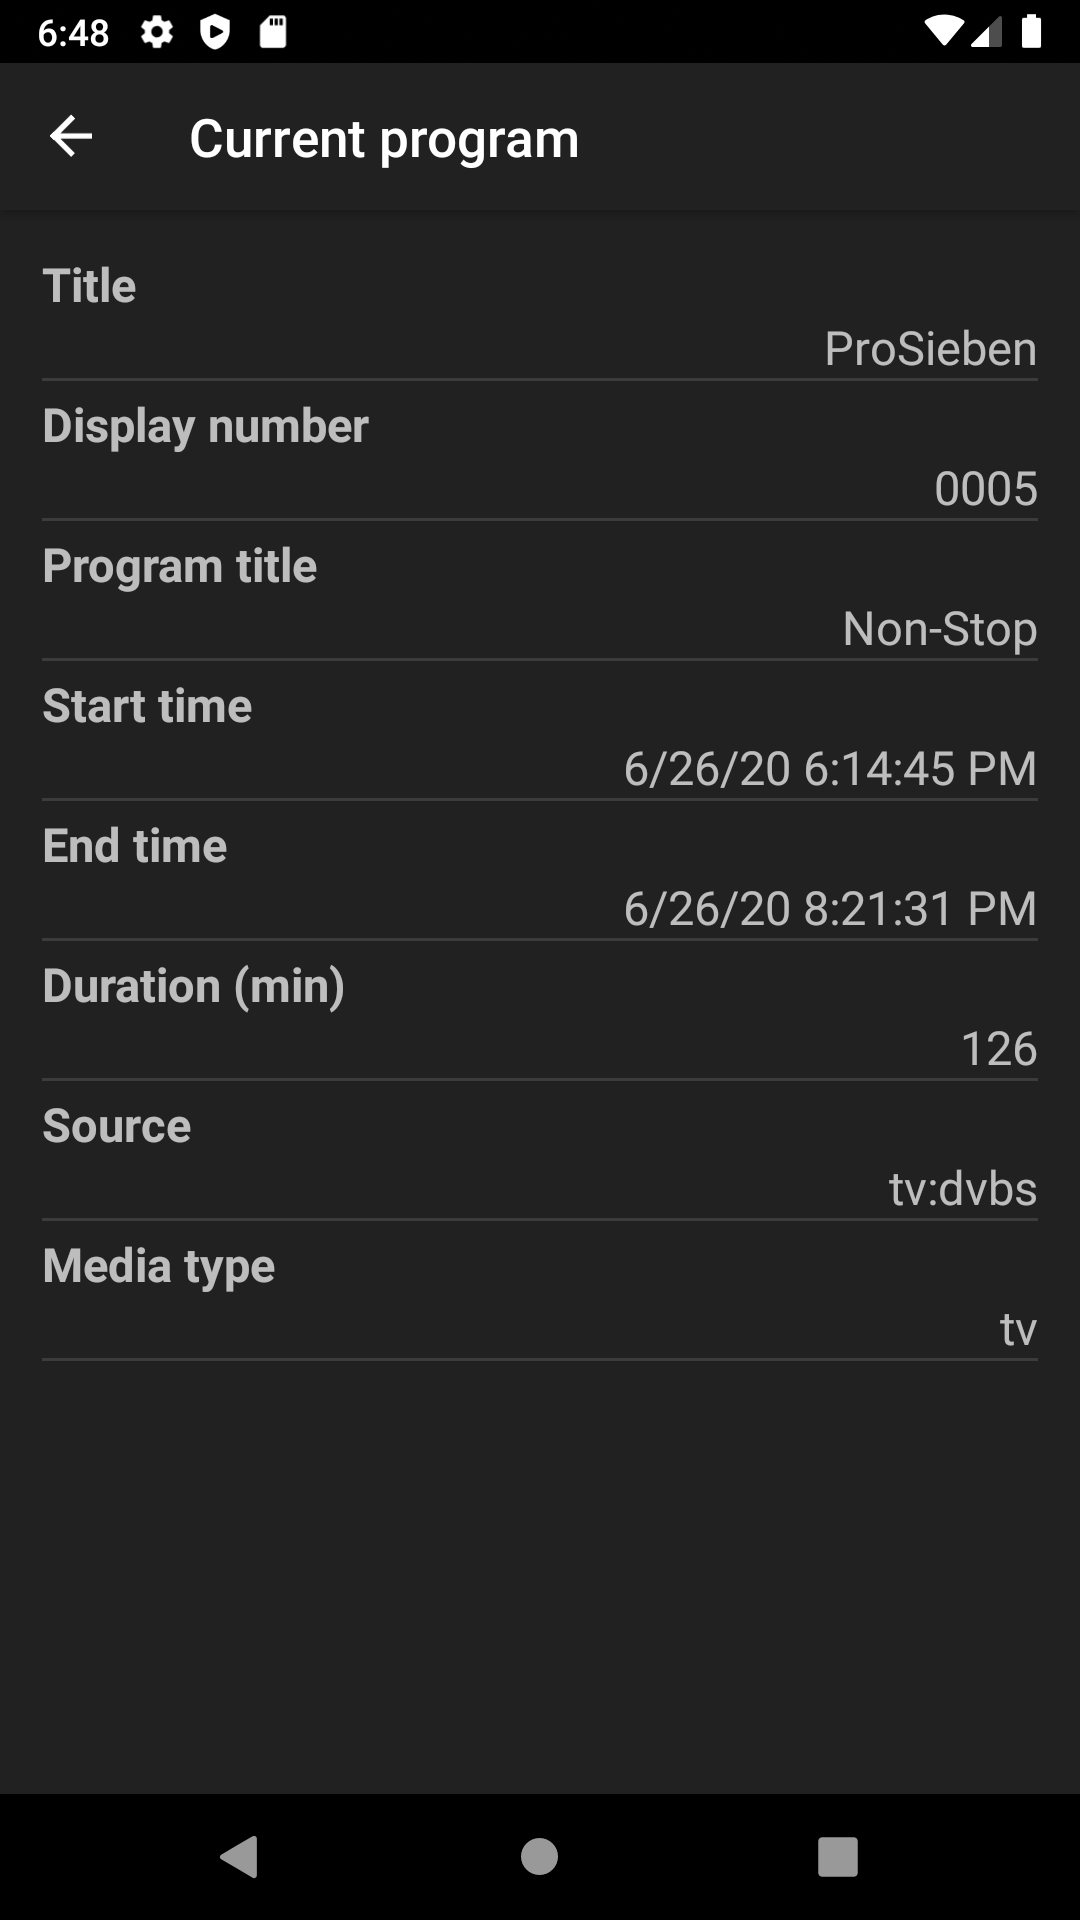 6:48
Current program
Title
ProSieben
Display number
0005
Program title
Non-Stop
Start time
6/26/20 6:14:45 PM
End time
6/26/20 8:21:31 PM
Duration (min)
126
Source
tv:dvbs
Media type
tv